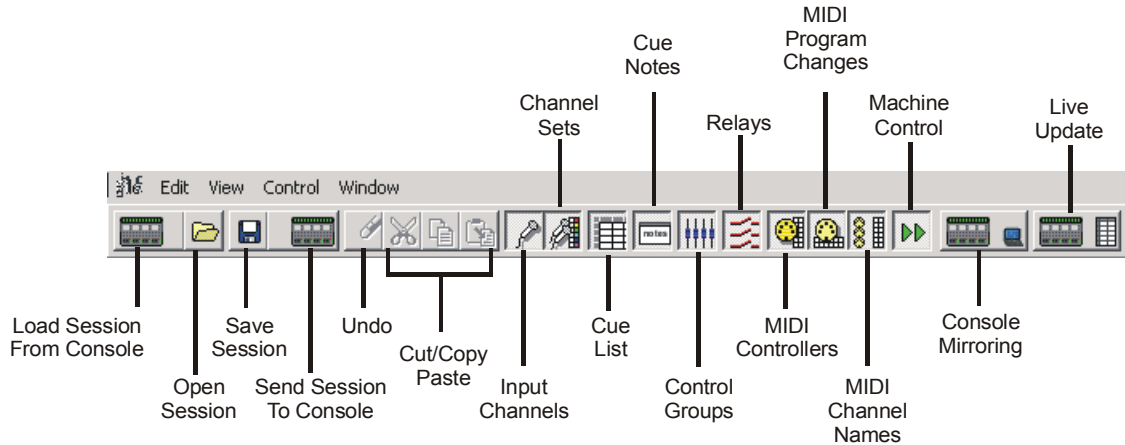 MIDI
Program
Changes
Cue
Notes
Channel
Sets
Relays
Machine
Control
Live
Update
Edit View Control Window
notes
Load Session
From Console
Open
Session
Save
Session
Send Session
To Console
Undo
Cut/Copy
Paste
Input
Channels
Cue
List
Control
Groups
MIDI
Controllers
MIDI
Channel
Names
Console
Mirroring